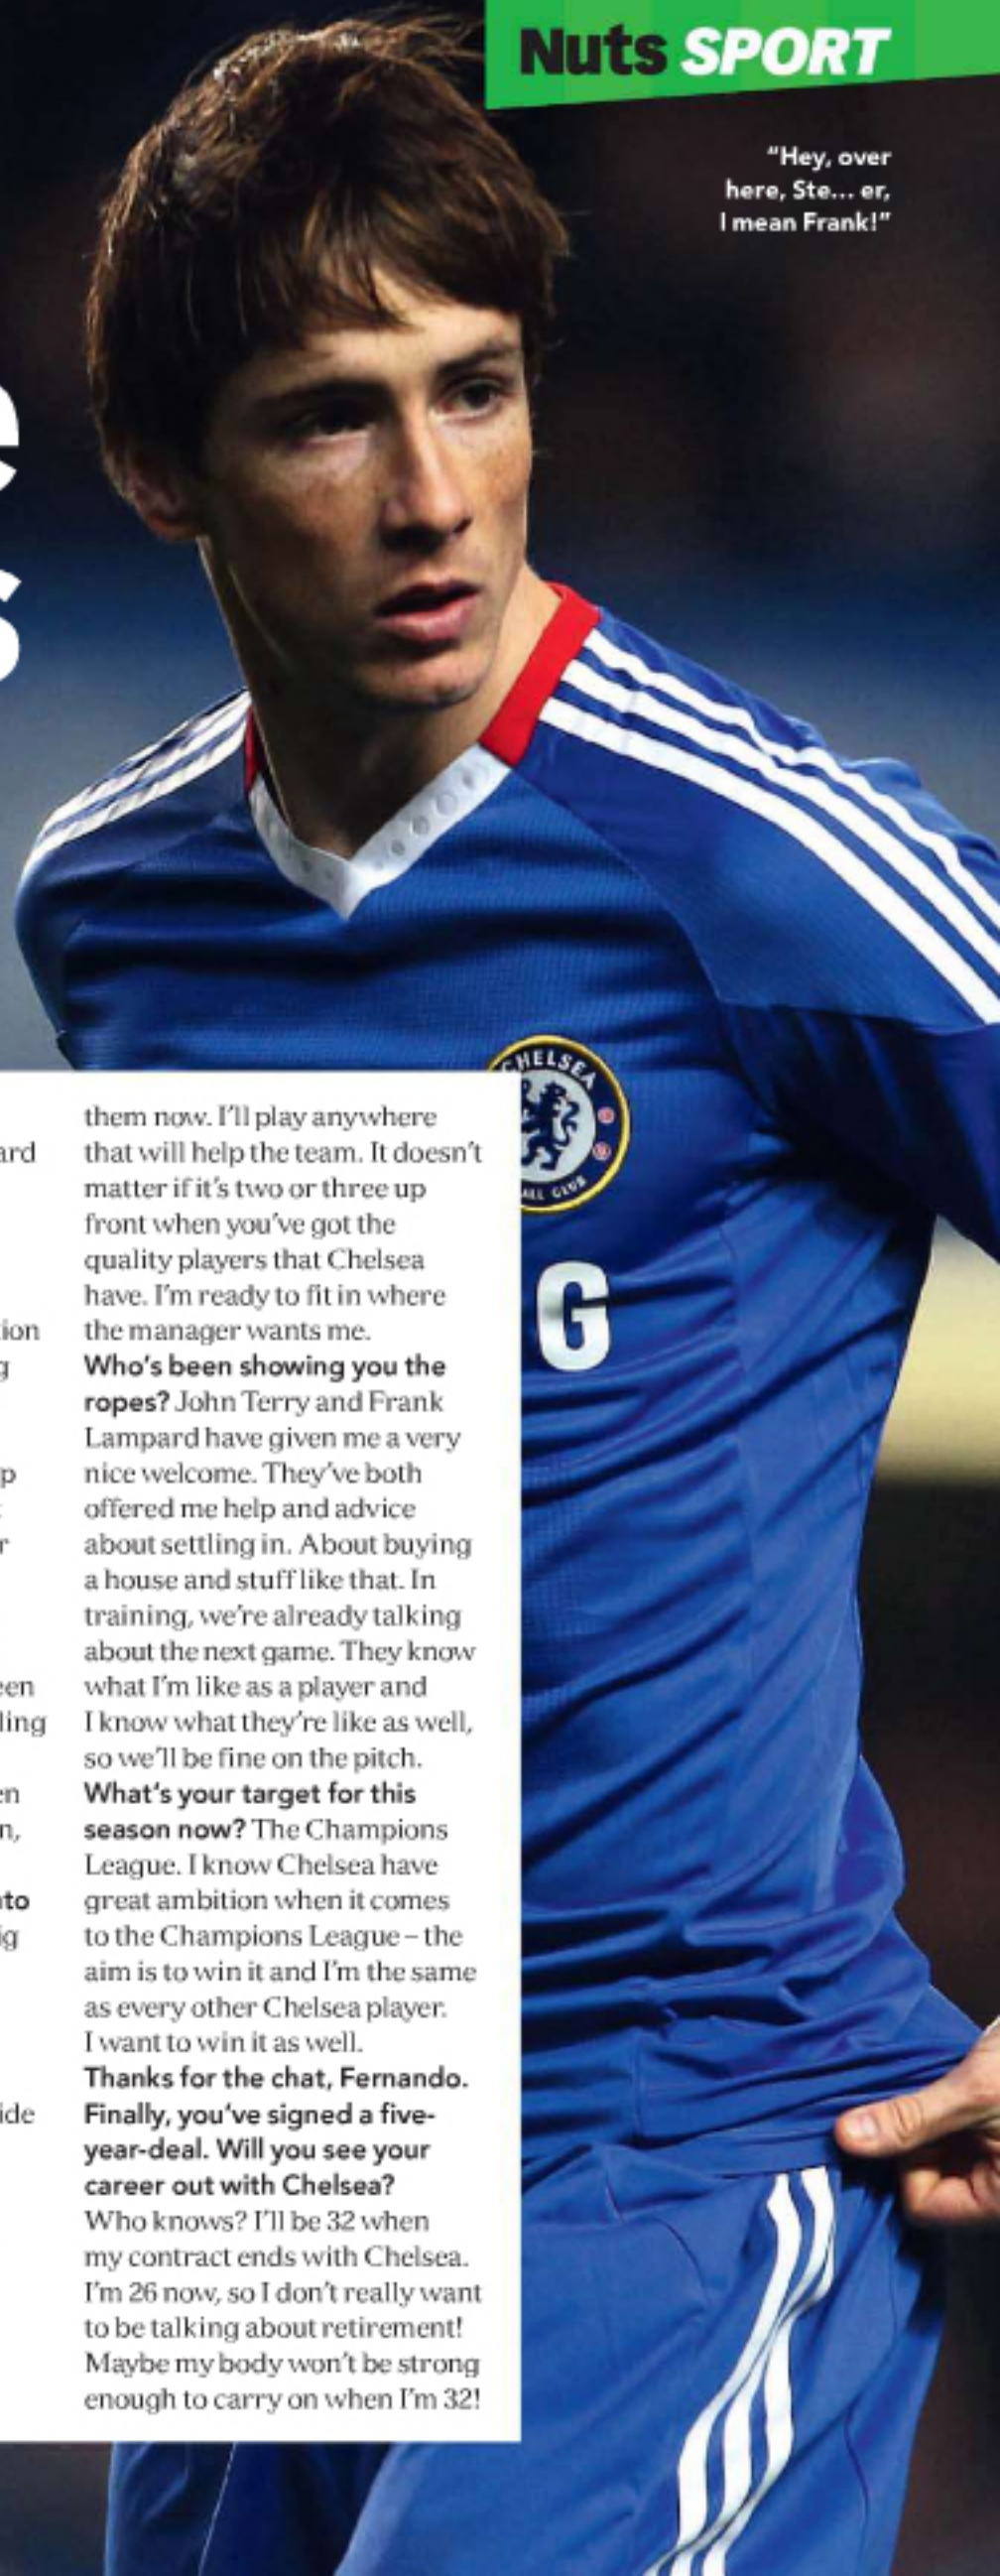 Nuts SPORT
"Hey, over
here, Ste... er,
I mean Frank!"
e
s
CHELSEA
ALL CLUB
G
ard
ion
g
p
r
een
ling
en
n,
nto
ig
ide
them now. I'll play anywhere
that will help the team. It doesn't
matter if it's two or three up
front when you've got the
quality players that Chelsea
have. I'm ready to fit in where
the manager wants me.
Who's been showing you the
ropes? John Terry and Frank
Lampard have given me a very
nice welcome. They've both
offered me help and advice
about settling in. About buying
a house and stuff like that. In
training, we're already talking
about the next game. They know
what I'm like as a player and
I know what they're like as well,
so we'll be fine on the pitch.
What's your target for this
season now? The Champions
League. I know Chelsea have
great ambition when it comes
to the Champions League – the
aim is to win it and I'm the same
as every other Chelsea player.
I want to win it as well.
Thanks for the chat, Fernando.
Finally, you've signed a five-
year-deal. Will you see your
career out with Chelsea?
Who knows? I'll be 32 when
my contract ends with Chelsea.
I'm 26 now, so I don't really want
to be talking about retirement!
Maybe my body won't be strong
enough to carry on when I'm 32!